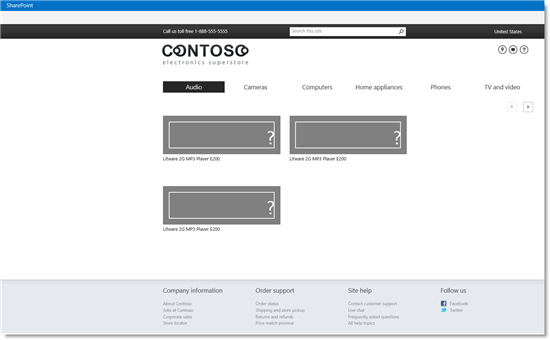 SharePoint
Call us toll free 1-888-555-5555
Search this site
United States
CONTOSO
electronics superstore
?
Audio Cameras Computers Home appliances Phones TV and video
? ?
Litware 2G MP3 Player E200 Litware 2G MP3 Player E200
?
Litware 2G MP3 Player E200
Company information Order support Site help Follow us
About Contoso Order status Contact customer support Facebook
Jobs at Contoso Shipping and store pickup Live chat Twitter
Corporate sales Returns and refunds Frequently asked questions
Store locator Price match promise All help topics